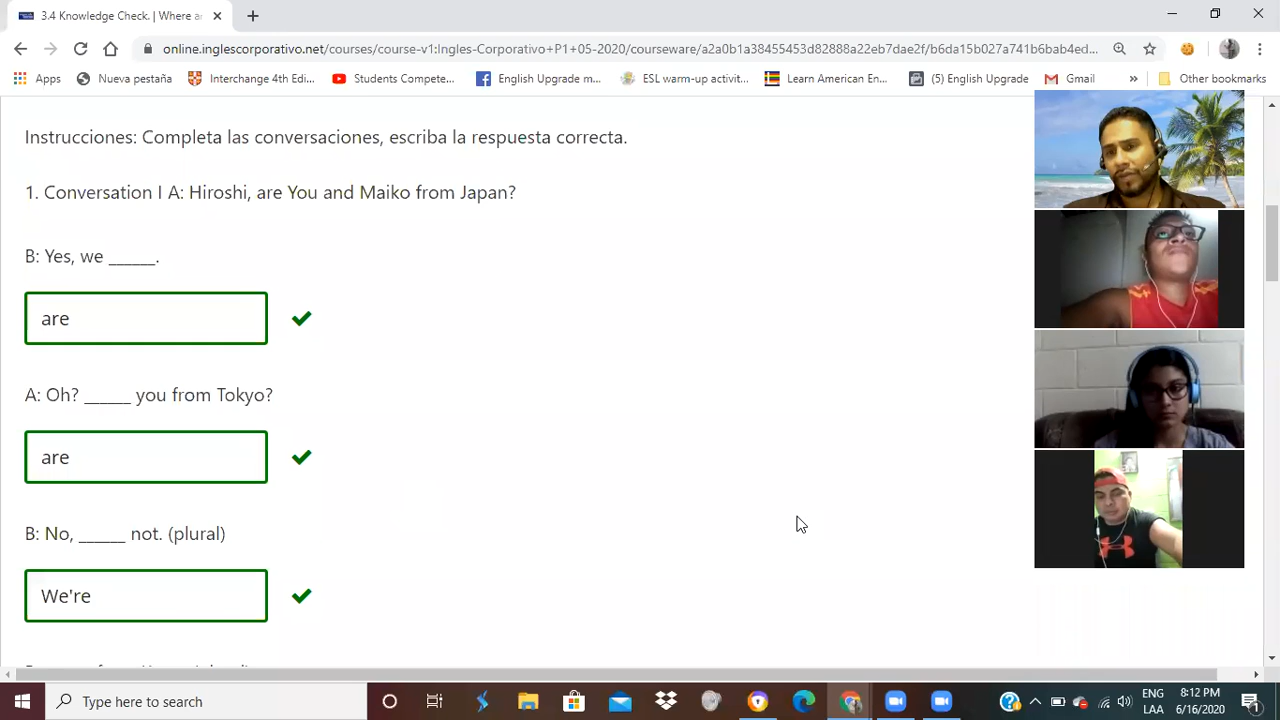 3.4 Knowledge Check. | Where a
online.inglescorporativo.net/courses/course-v1:Ingles-Corporativo+P1+05-2020/courseware/a2a0b1a38455453d82888a22eb7dae2f/b6da15b027a741b6bab4ed...
Apps Nueva pestaña Interchange 4th Edi... Students Compete... English Upgrade m... ESL warm-up activit... Learn American En... (5) English Upgrade Gmail » Other bookmarks
Instrucciones: Completa las conversaciones, escriba la respuesta correcta.
1. Conversation I A: Hiroshi, are You and Maiko from Japan?
B: Yes, we ______.
are
A: Oh? ______ you from Tokyo?
are
B: No, ______ not. (plural)
We're
Type here to search
ENG 8:12 PM
LAA 6/16/2020